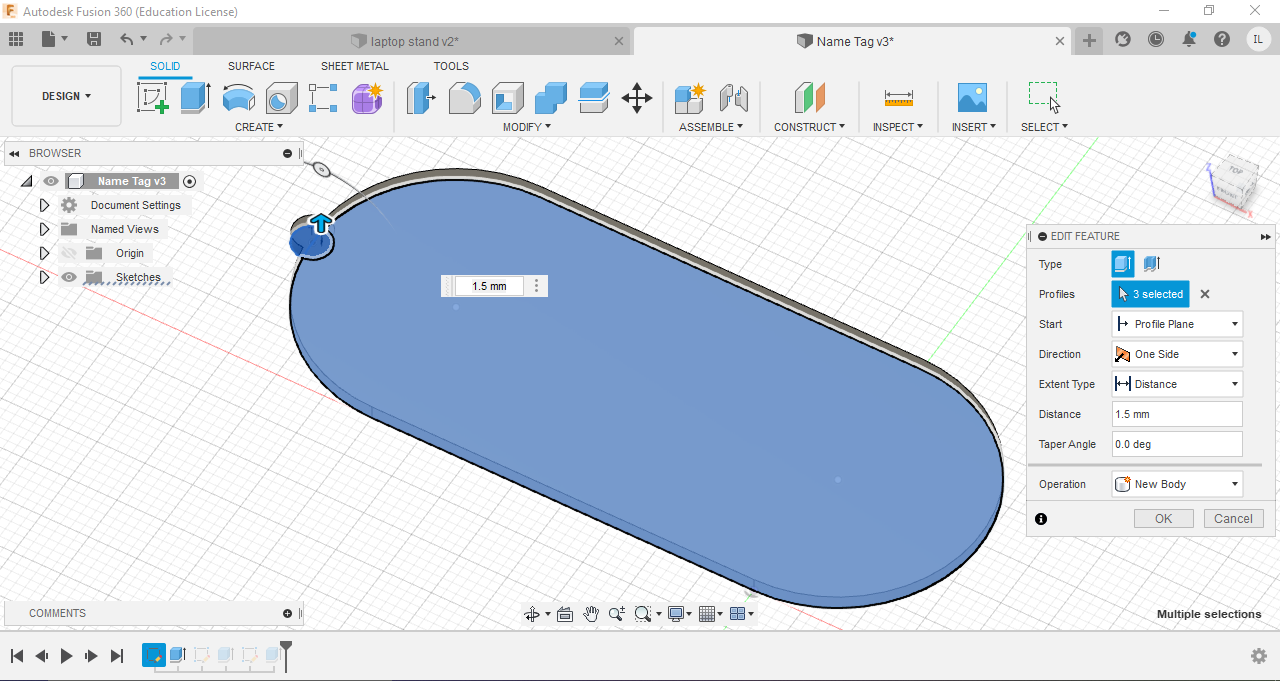 Autodesk Fusion 360 (Education License)
laptop stand v2*
Name Tag v3*
IL
SOLID SURFACE SHEET METAL TOOLS
DESIGN
CREATE MODIFY ASSEMBLE CONSTRUCT INSPECT INSERT SELECT
BROWSER
Name Tag v3
Document Settings
Named Views
Origin
Sketches
1.5 mm
Z
TOP
FRONT
X
EDIT FEATURE
Type
Profiles 3 selected
Start Profile Plane
Direction One Side
Extent Type Distance
Distance 1.5 mm
Taper Angle 0.0 deg
Operation New Body
OK Cancel
COMMENTS
Multiple selections